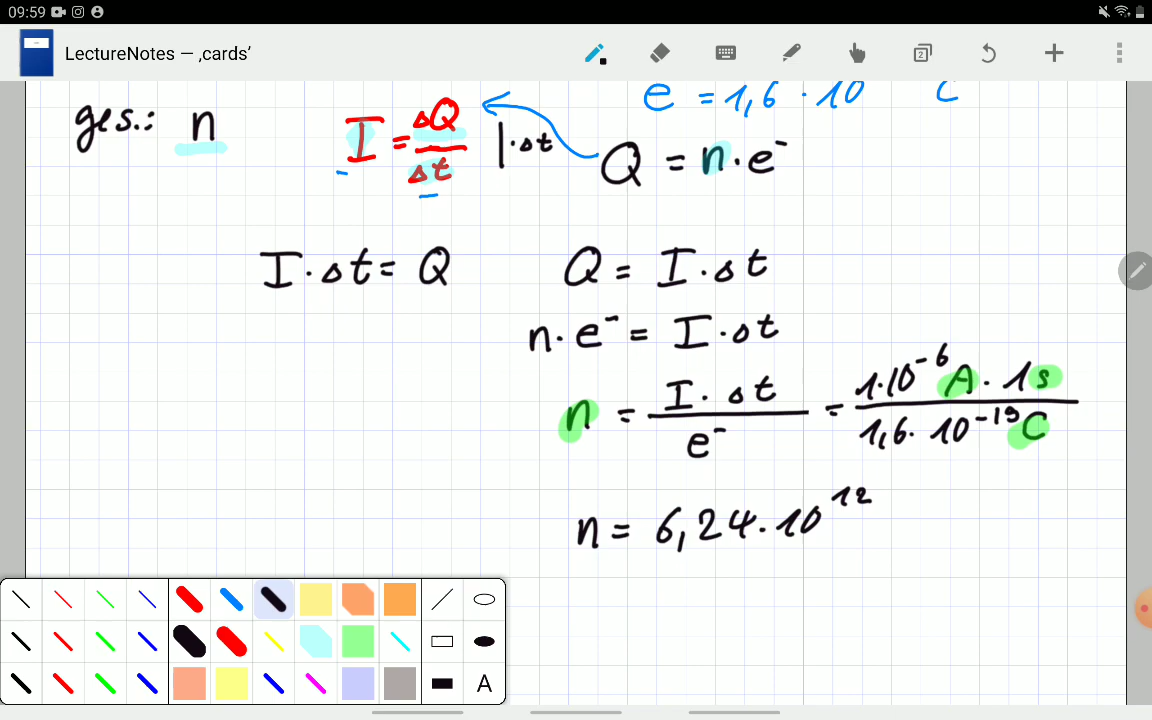 09:59
LectureNotes — ‚cards’
2
e = 1,6 · 10 C
ges.: n
I = ΔQ/Δt |·Δt
Q = n · e⁻
I · Δt = Q
Q = I · Δt
n · e⁻ = I · Δt
n = I · Δt / e⁻ = 1·10⁻⁶ A · 1s / 1,6 · 10⁻¹⁹ C
n = 6,24 · 10¹²
A